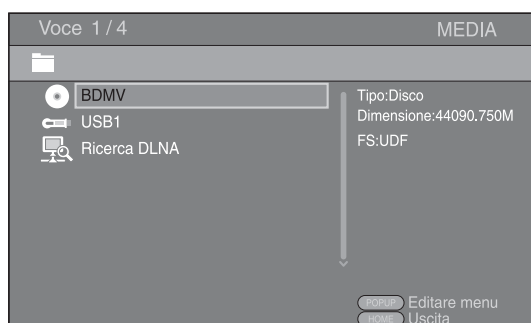 Voce 1/4 MEDIA
BDMV
USB1
Ricerca DLNA
Tipo:Disco
Dimensione:44090.750M
FS:UDF
POPUP Editare menu
HOME Uscita